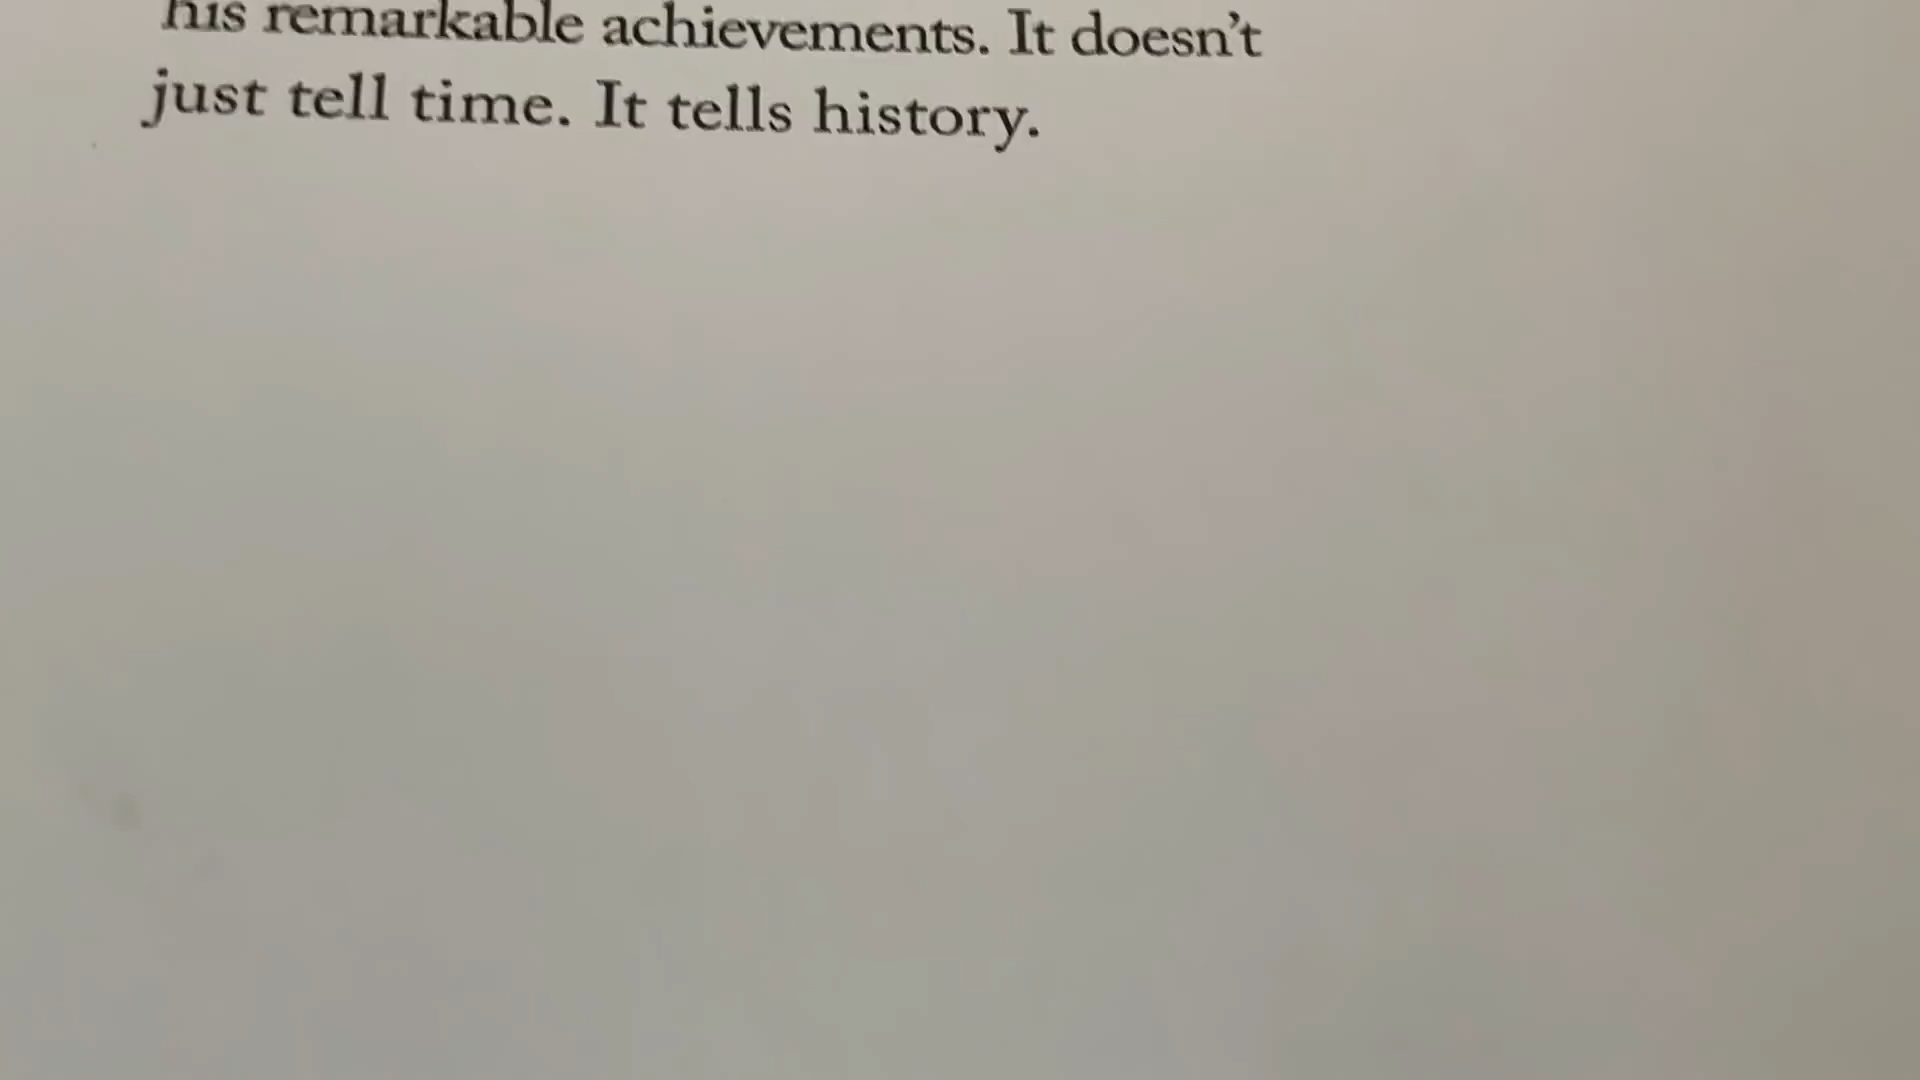 his remarkable achievements. It doesn't
just tell time. It tells history.